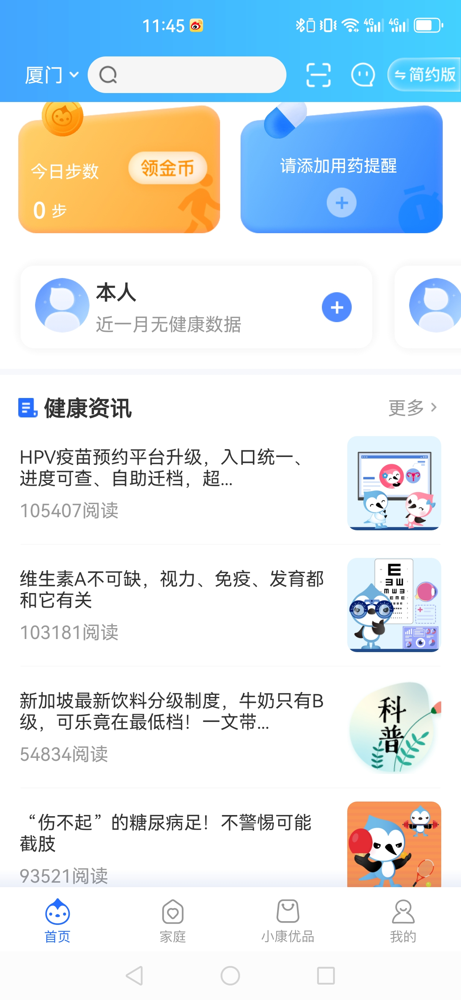 11:45
4G
4G
厦门
简约版
今日步数
领金币
0 步
请添加用药提醒
本人
近一月无健康数据
健康资讯
更多
HPV疫苗预约平台升级，入口统一、
进度可查、自助迁档，超...
105407阅读
维生素A不可缺，视力、免疫、发育都
和它有关
103181阅读
新加坡最新饮料分级制度，牛奶只有B
级，可乐竟在最低档！一文带...
54834阅读
科
普
“伤不起”的糖尿病足！不警惕可能
截肢
93521阅读
首页
家庭
小康优品
我的